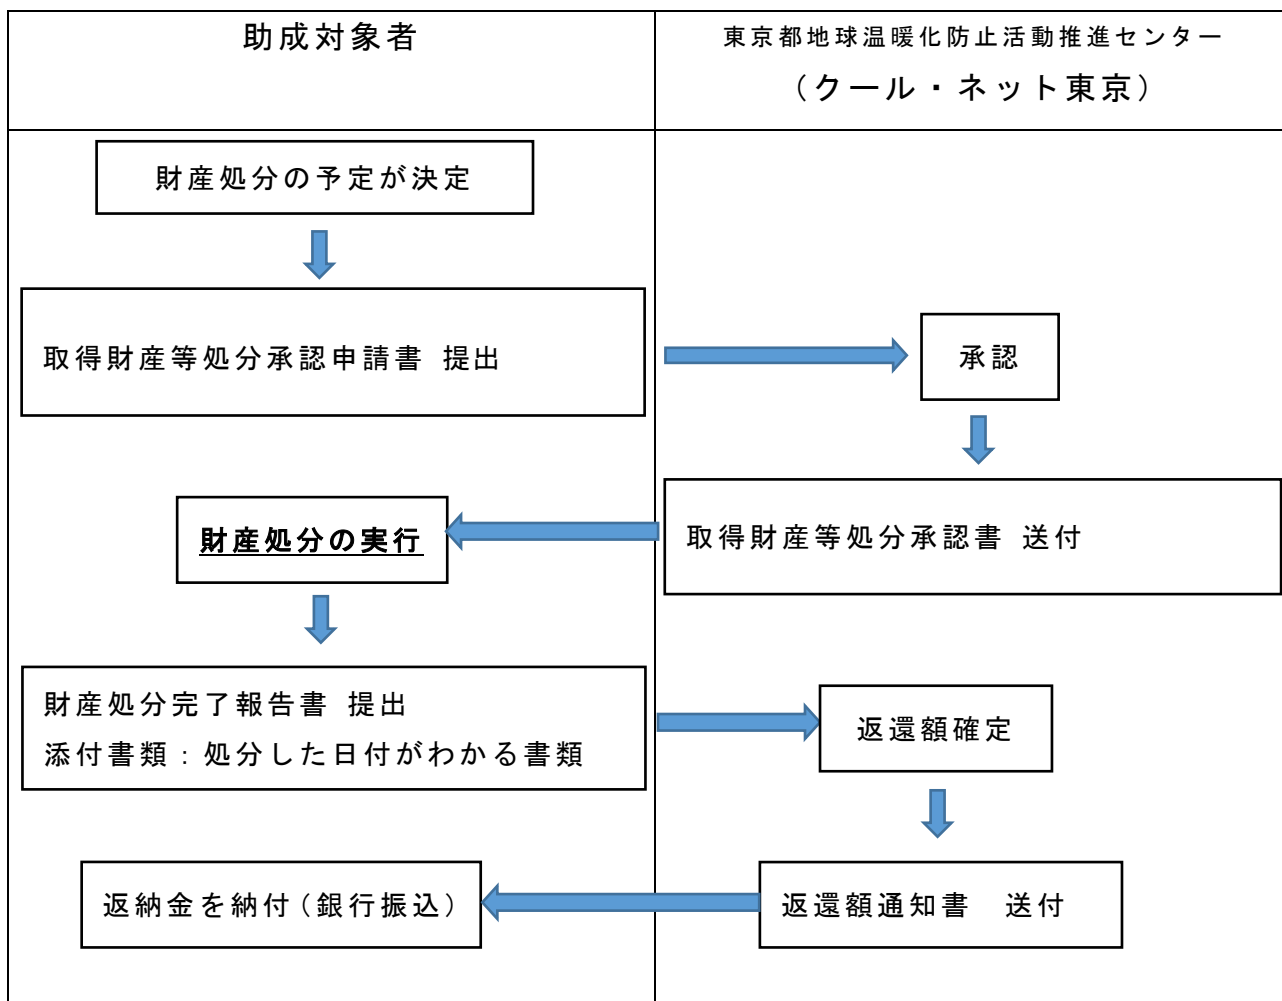 助成対象者
東京都地球温暖化防止活動推進センター
（クール・ネット東京）
財産処分の予定が決定
取得財産等処分承認申請書 提出
承認
取得財産等処分承認書 送付
財産処分の実行
財産処分完了報告書 提出
添付書類：処分した日付がわかる書類
返還額確定
返還額通知書　送付
返納金を納付（銀行振込）